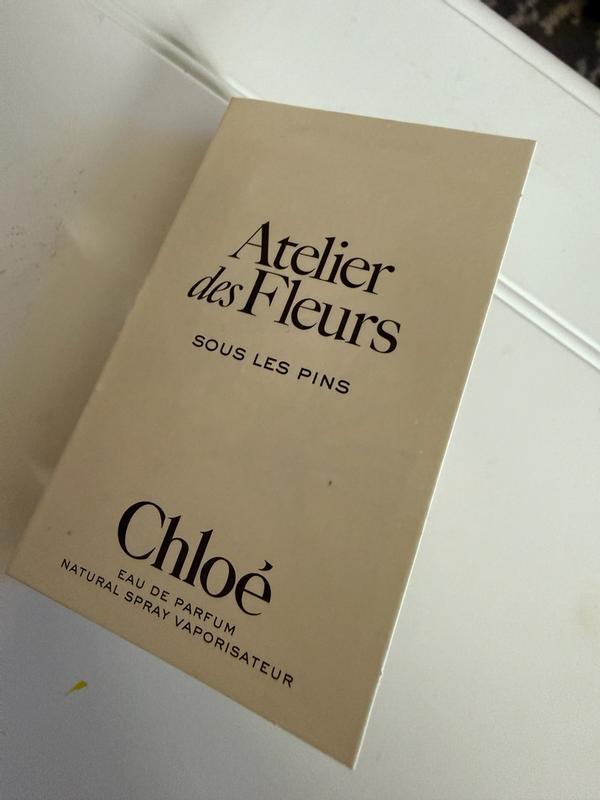 Atelier
des Fleurs
SOUS LES PINS
Chloé
EAU DE PARFUM
NATURAL SPRAY VAPORISATEUR